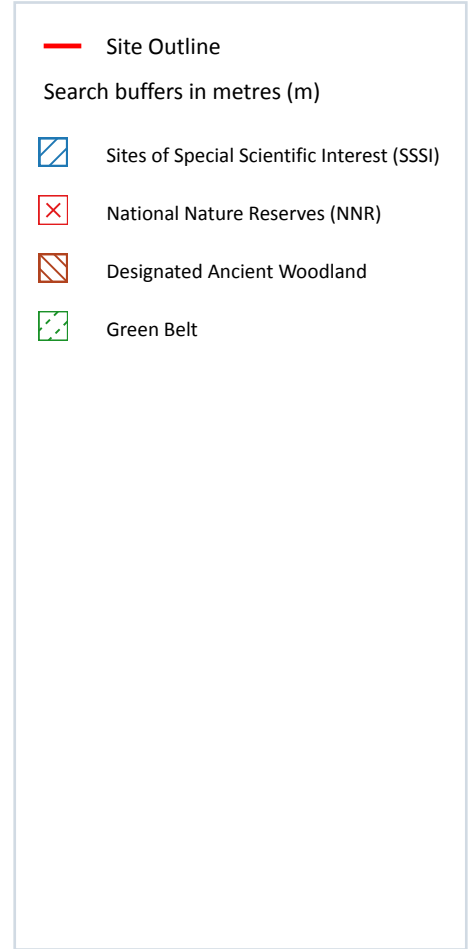 Site Outline
Search buffers in metres (m)
Sites of Special Scientific Interest (SSSI)
National Nature Reserves (NNR)
Designated Ancient Woodland
Green Belt